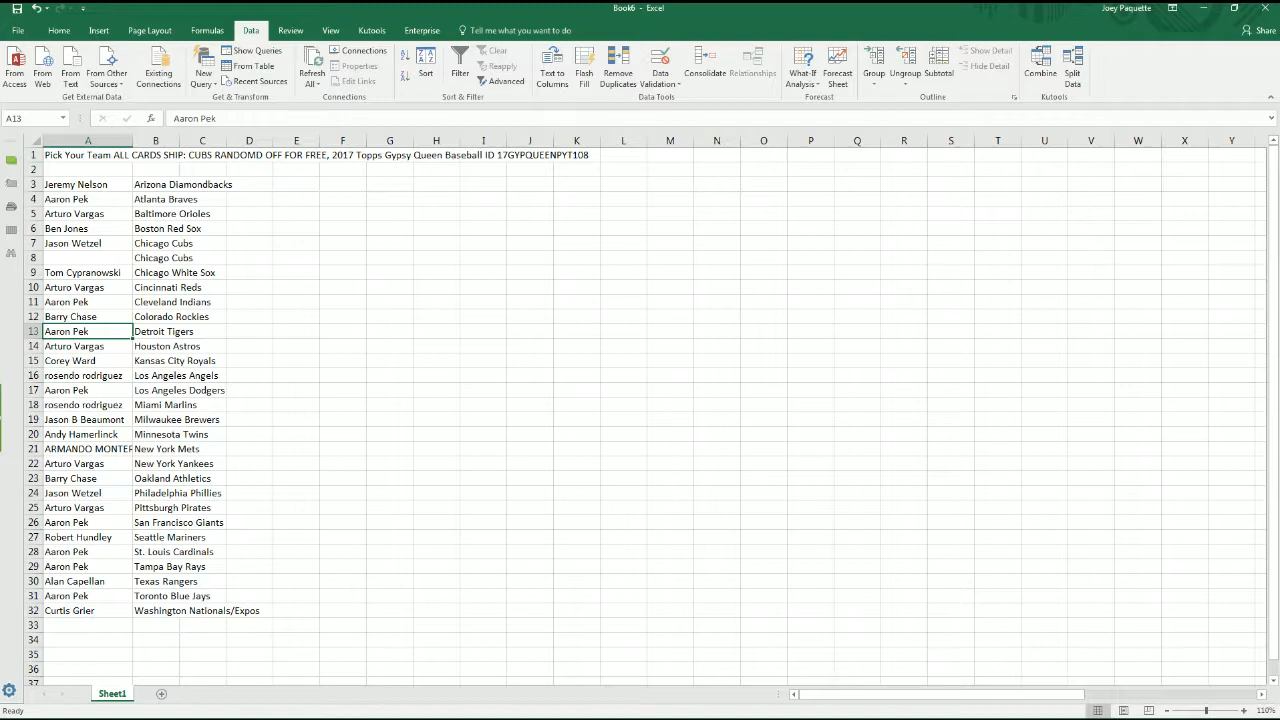 Book6 - Excel
Joey Paquette
File Home Insert Page Layout Formulas Data Review View Kutools Enterprise Tell me what you want to do Share
From Access From Web From Text From Other Sources Existing Connections Get External Data
New Query Show Queries From Table Recent Sources Get & Transform
Refresh All Connections Properties Edit Links Connections
Sort Filter Clear Reapply Advanced Sort & Filter
Text to Columns Flash Fill Remove Duplicates Data Validation Consolidate Relationships Data Tools
What-If Analysis Forecast Sheet Forecast
Group Ungroup Subtotal Show Detail Hide Detail Outline
Combine Split Data Kutools
A13 fx Aaron Pek
A B C D E F G H I J K L M N O P Q R S T U V W X Y
1 Pick Your Team ALL CARDS SHIP: CUBS RANDOMD OFF FOR FREE, 2017 Topps Gypsy Queen Baseball ID 17GYPQUEENPYT108
2
3 Jeremy Nelson Arizona Diamondbacks
4 Aaron Pek Atlanta Braves
5 Arturo Vargas Baltimore Orioles
6 Ben Jones Boston Red Sox
7 Jason Wetzel Chicago Cubs
8 Chicago Cubs
9 Tom Cypranowski Chicago White Sox
10 Arturo Vargas Cincinnati Reds
11 Aaron Pek Cleveland Indians
12 Barry Chase Colorado Rockies
13 Aaron Pek Detroit Tigers
14 Arturo Vargas Houston Astros
15 Corey Ward Kansas City Royals
16 rosendo rodriguez Los Angeles Angels
17 Aaron Pek Los Angeles Dodgers
18 rosendo rodriguez Miami Marlins
19 Jason B Beaumont Milwaukee Brewers
20 Andy Hamerlinck Minnesota Twins
21 ARMANDO MONTER New York Mets
22 Arturo Vargas New York Yankees
23 Barry Chase Oakland Athletics
24 Jason Wetzel Philadelphia Phillies
25 Arturo Vargas Pittsburgh Pirates
26 Aaron Pek San Francisco Giants
27 Robert Hundley Seattle Mariners
28 Aaron Pek St. Louis Cardinals
29 Aaron Pek Tampa Bay Rays
30 Alan Capellan Texas Rangers
31 Aaron Pek Toronto Blue Jays
32 Curtis Grier Washington Nationals/Expos
33
34
35
36
37
Sheet1
Ready
110%